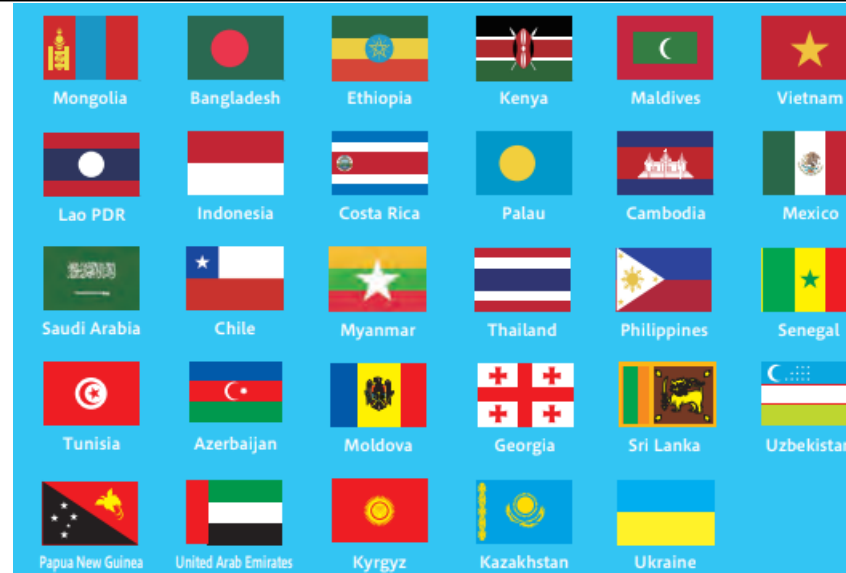 Mongolia Bangladesh Ethiopia Kenya Maldives Vietnam
Lao PDR Indonesia Costa Rica Palau Cambodia Mexico
Saudi Arabia Chile Myanmar Thailand Philippines Senegal
Tunisia Azerbaijan Moldova Georgia Sri Lanka Uzbekistan
Papua New Guinea United Arab Emirates Kyrgyz Kazakhstan Ukraine